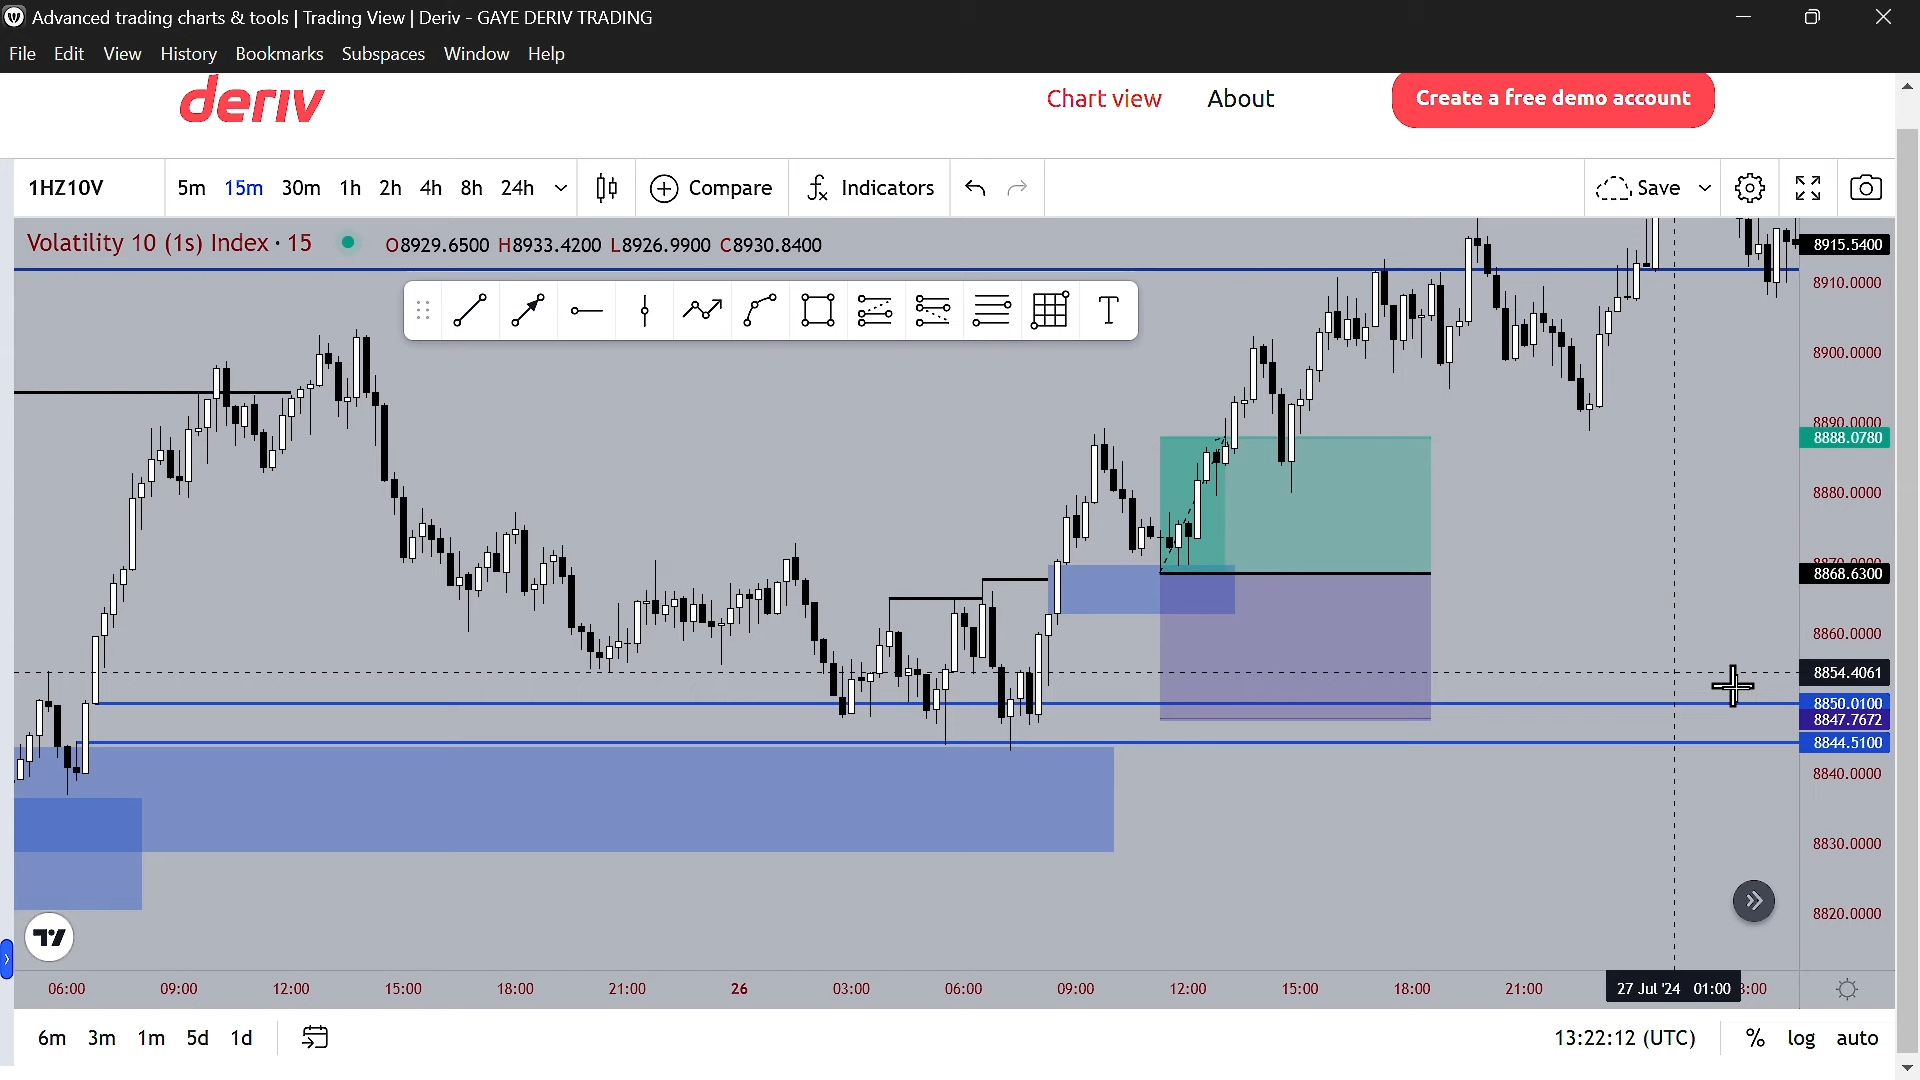 Advanced trading charts & tools | Trading View | Deriv - GAYE DERIV TRADING
File Edit View History Bookmarks Subspaces Window Help
deriv
Chart view About Create a free demo account
1HZ10V 5m 15m 30m 1h 2h 4h 8h 24h Compare Indicators Save
Volatility 10 (1s) Index · 15 O8929.6500 H8933.4200 L8926.9900 C8930.8400
8915.5400
8910.0000
T
8900.0000
8890.0000
8888.0780
8880.0000
8870.0000
8868.6300
8860.0000
8854.4061
8850.0100
8847.7672
8844.5100
8840.0000
8830.0000
8820.0000
06:00 09:00 12:00 15:00 18:00 21:00 26 03:00 06:00 09:00 12:00 15:00 18:00 21:00 27 Jul '24 01:00 3:00
6m 3m 1m 5d 1d 13:22:12 (UTC) % log auto